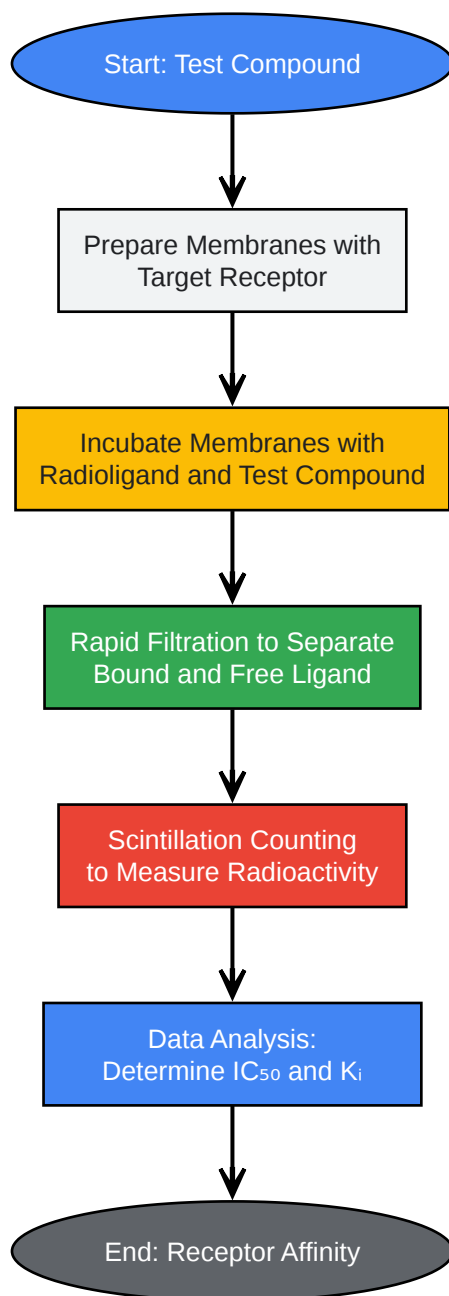 Start: Test Compound
Prepare Membranes with
Target Receptor
Incubate Membranes with
Radioligand and Test Compound
Rapid Filtration to Separate
Bound and Free Ligand
Scintillation Counting
to Measure Radioactivity
Data Analysis:
Determine IC₅₀ and Kᵢ
End: Receptor Affinity